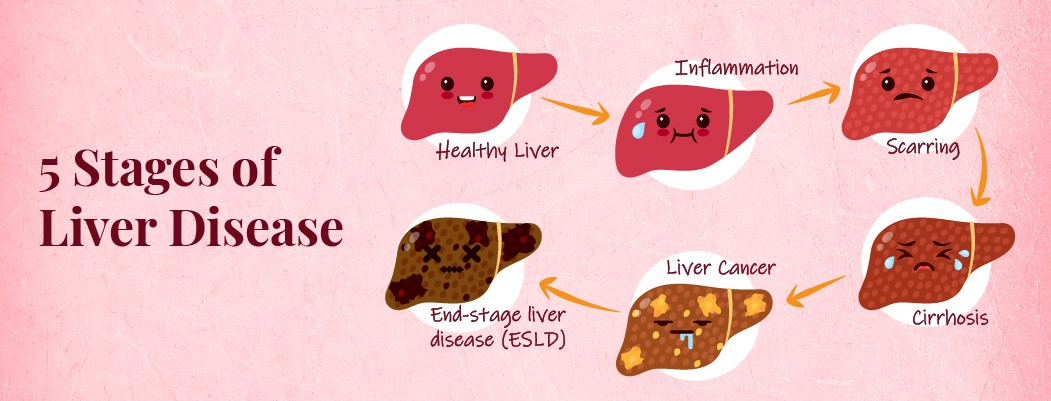 5 Stages of
Liver Disease
Healthy Liver
Inflammation
Scarring
Cirrhosis
Liver Cancer
End-stage liver
disease (ESLD)